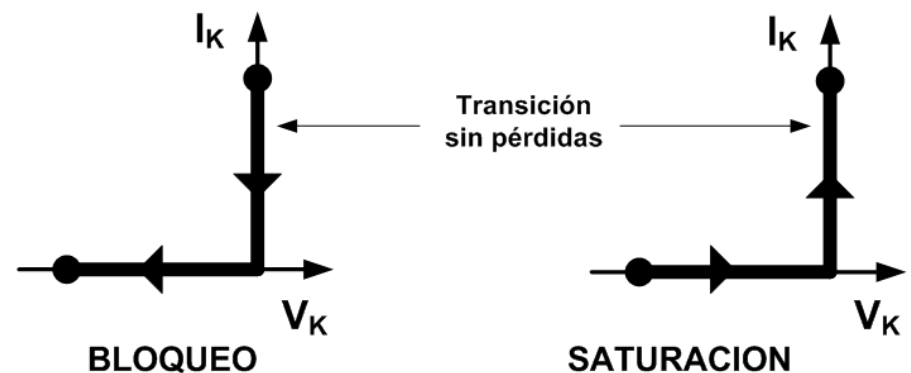 I_K
I_K
Transición
sin pérdidas
V_K
V_K
BLOQUEO
SATURACION